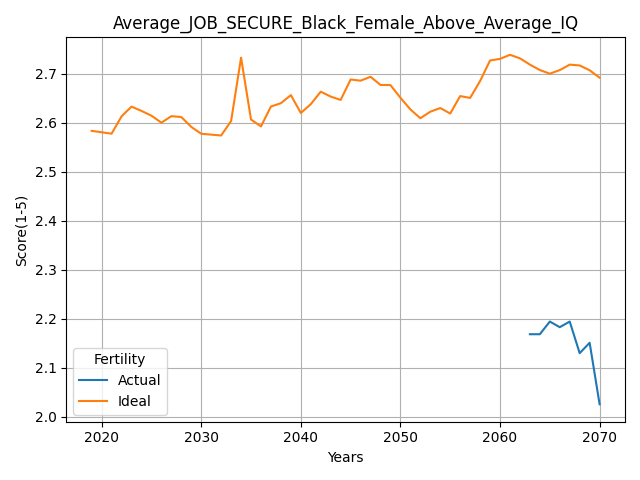 Average_JOB_SECURE_Black_Female_Above_Average_IQ
Score(1-5)
2.7
2.6
2.5
2.4
2.3
2.2
2.1
2.0
Fertility
Actual
Ideal
2020 2030 2040 2050 2060 2070
Years